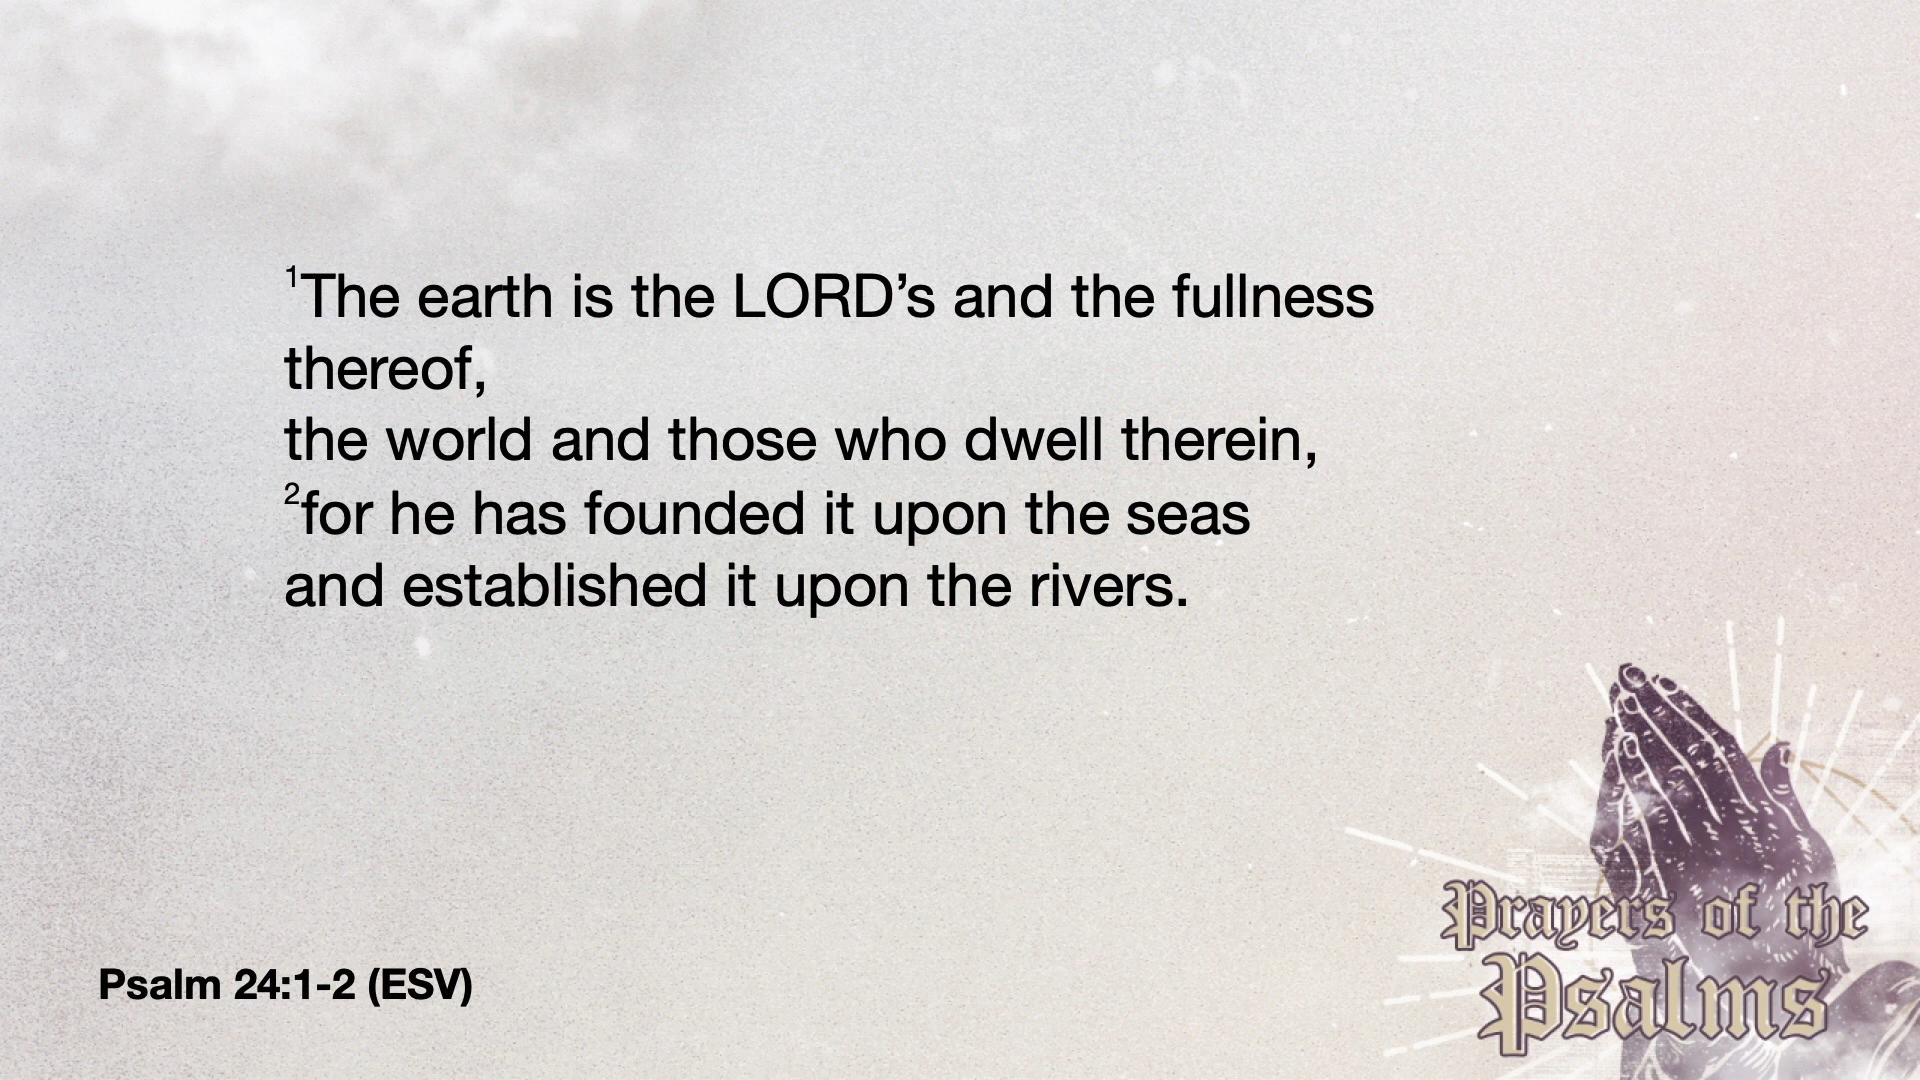 ¹The earth is the LORD’s and the fullness
thereof,
the world and those who dwell therein,
²for he has founded it upon the seas
and established it upon the rivers.
Psalm 24:1-2 (ESV)
Prayers of the
Psalms